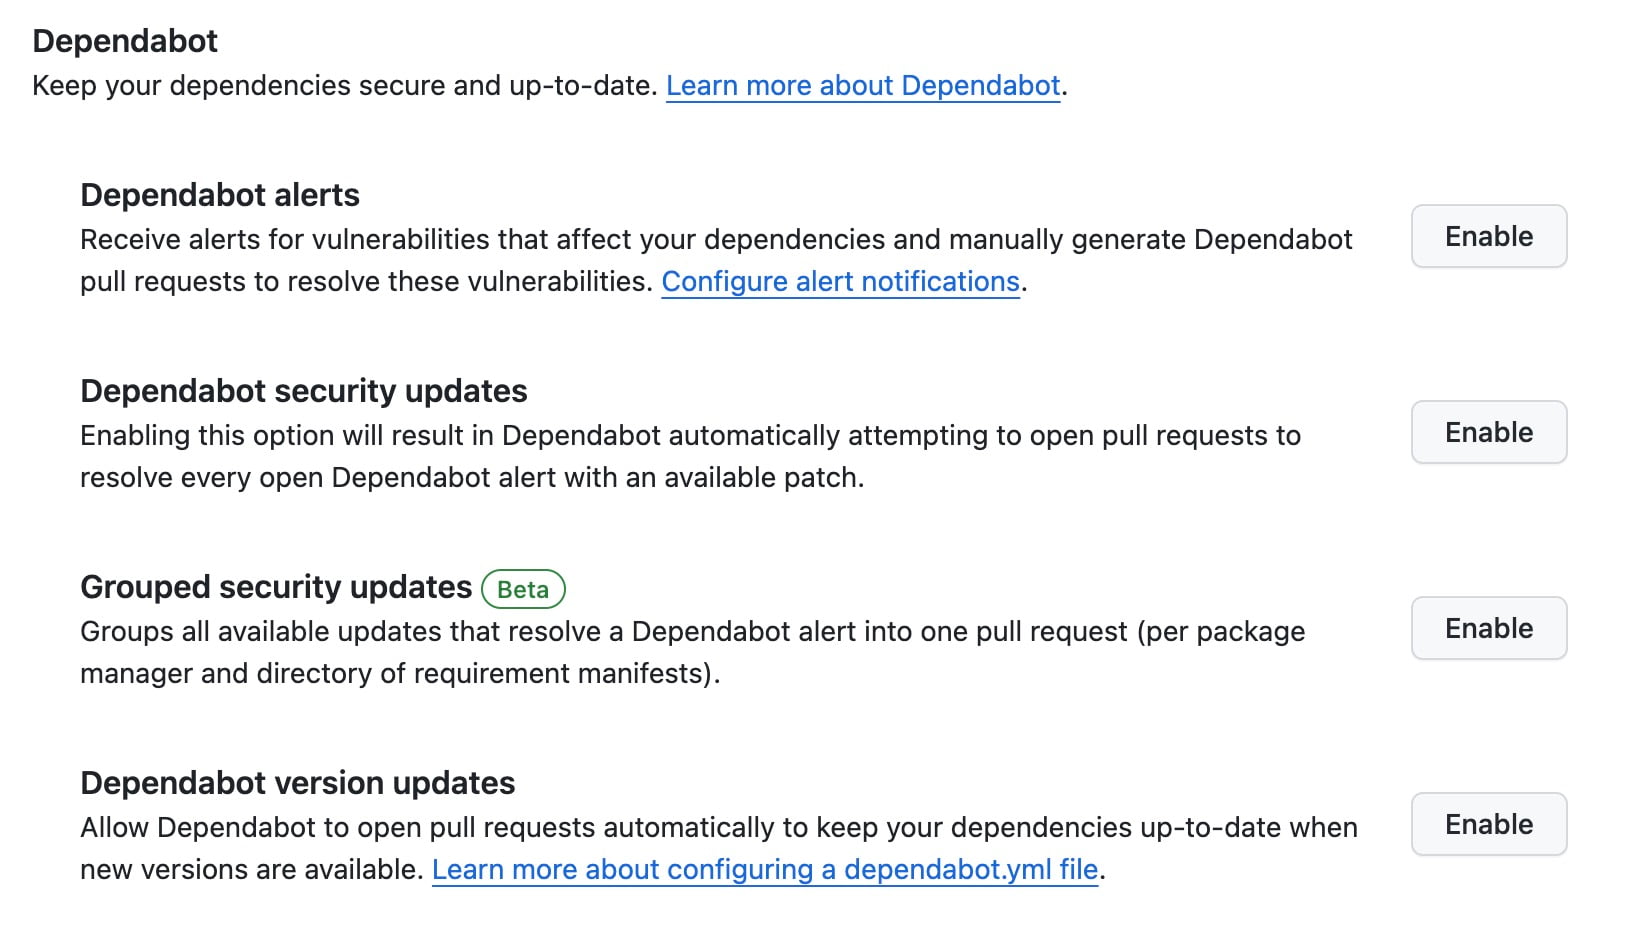 Dependabot
Keep your dependencies secure and up-to-date. Learn more about Dependabot.
Dependabot alerts
Receive alerts for vulnerabilities that affect your dependencies and manually generate Dependabot
pull requests to resolve these vulnerabilities. Configure alert notifications.
Enable
Dependabot security updates
Enabling this option will result in Dependabot automatically attempting to open pull requests to
resolve every open Dependabot alert with an available patch.
Enable
Grouped security updates Beta
Groups all available updates that resolve a Dependabot alert into one pull request (per package
manager and directory of requirement manifests).
Enable
Dependabot version updates
Allow Dependabot to open pull requests automatically to keep your dependencies up-to-date when
new versions are available. Learn more about configuring a dependabot.yml file.
Enable